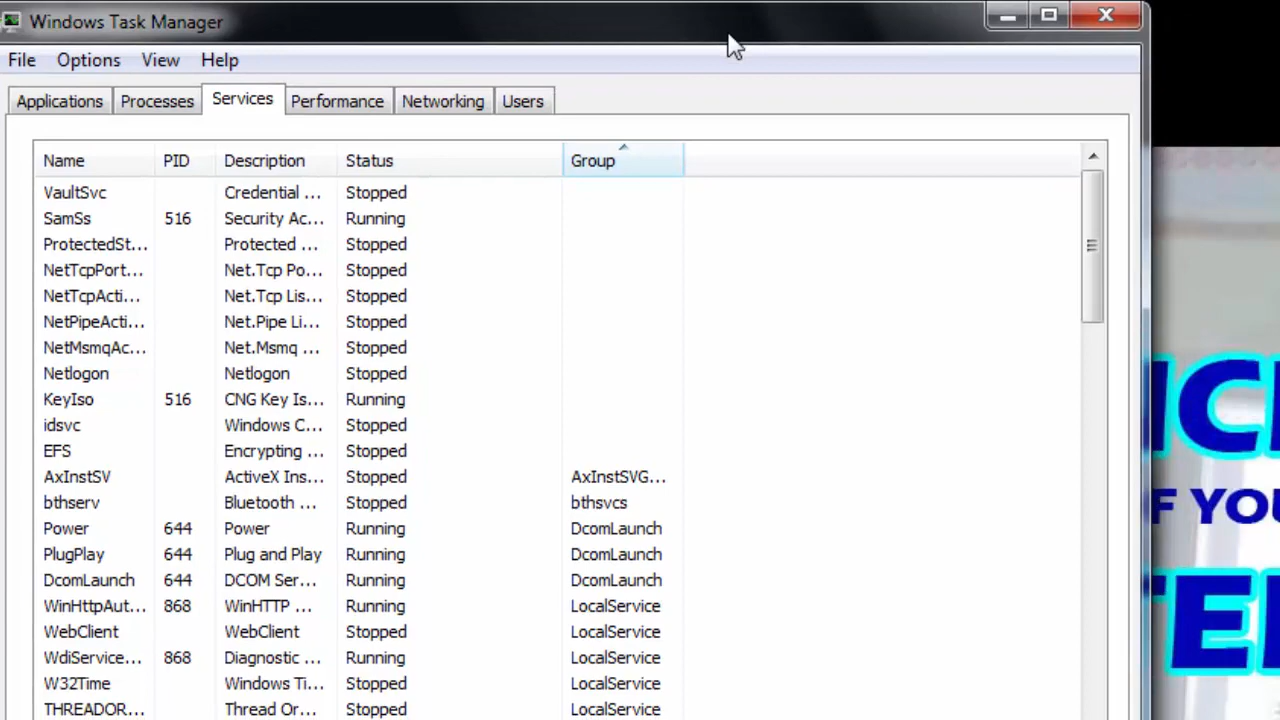 Windows Task Manager
File Options View Help
Applications Processes Services Performance Networking Users
Name PID Description Status Group
VaultSvc Credential ... Stopped
SamSs 516 Security Ac... Running
ProtectedSt... Protected ... Stopped
NetTcpPort... Net.Tcp Po... Stopped
NetTcpActi... Net.Tcp Lis... Stopped
NetPipeActi... Net.Pipe Li... Stopped
NetMsmqAc... Net.Msmq ... Stopped
Netlogon Netlogon Stopped
KeyIso 516 CNG Key Is... Running
idsvc Windows C... Stopped
EFS Encrypting ... Stopped
AxInstSV ActiveX Ins... Stopped AxInstSVG...
bthserv Bluetooth ... Stopped bthsvcs
Power 644 Power Running DcomLaunch
PlugPlay 644 Plug and Play Running DcomLaunch
DcomLaunch 644 DCOM Ser... Running DcomLaunch
WinHttpAut... 868 WinHTTP ... Running LocalService
WebClient WebClient Stopped LocalService
WdiService... 868 Diagnostic ... Running LocalService
W32Time Windows Ti... Stopped LocalService
THREADOR... Thread Or... Stopped LocalService